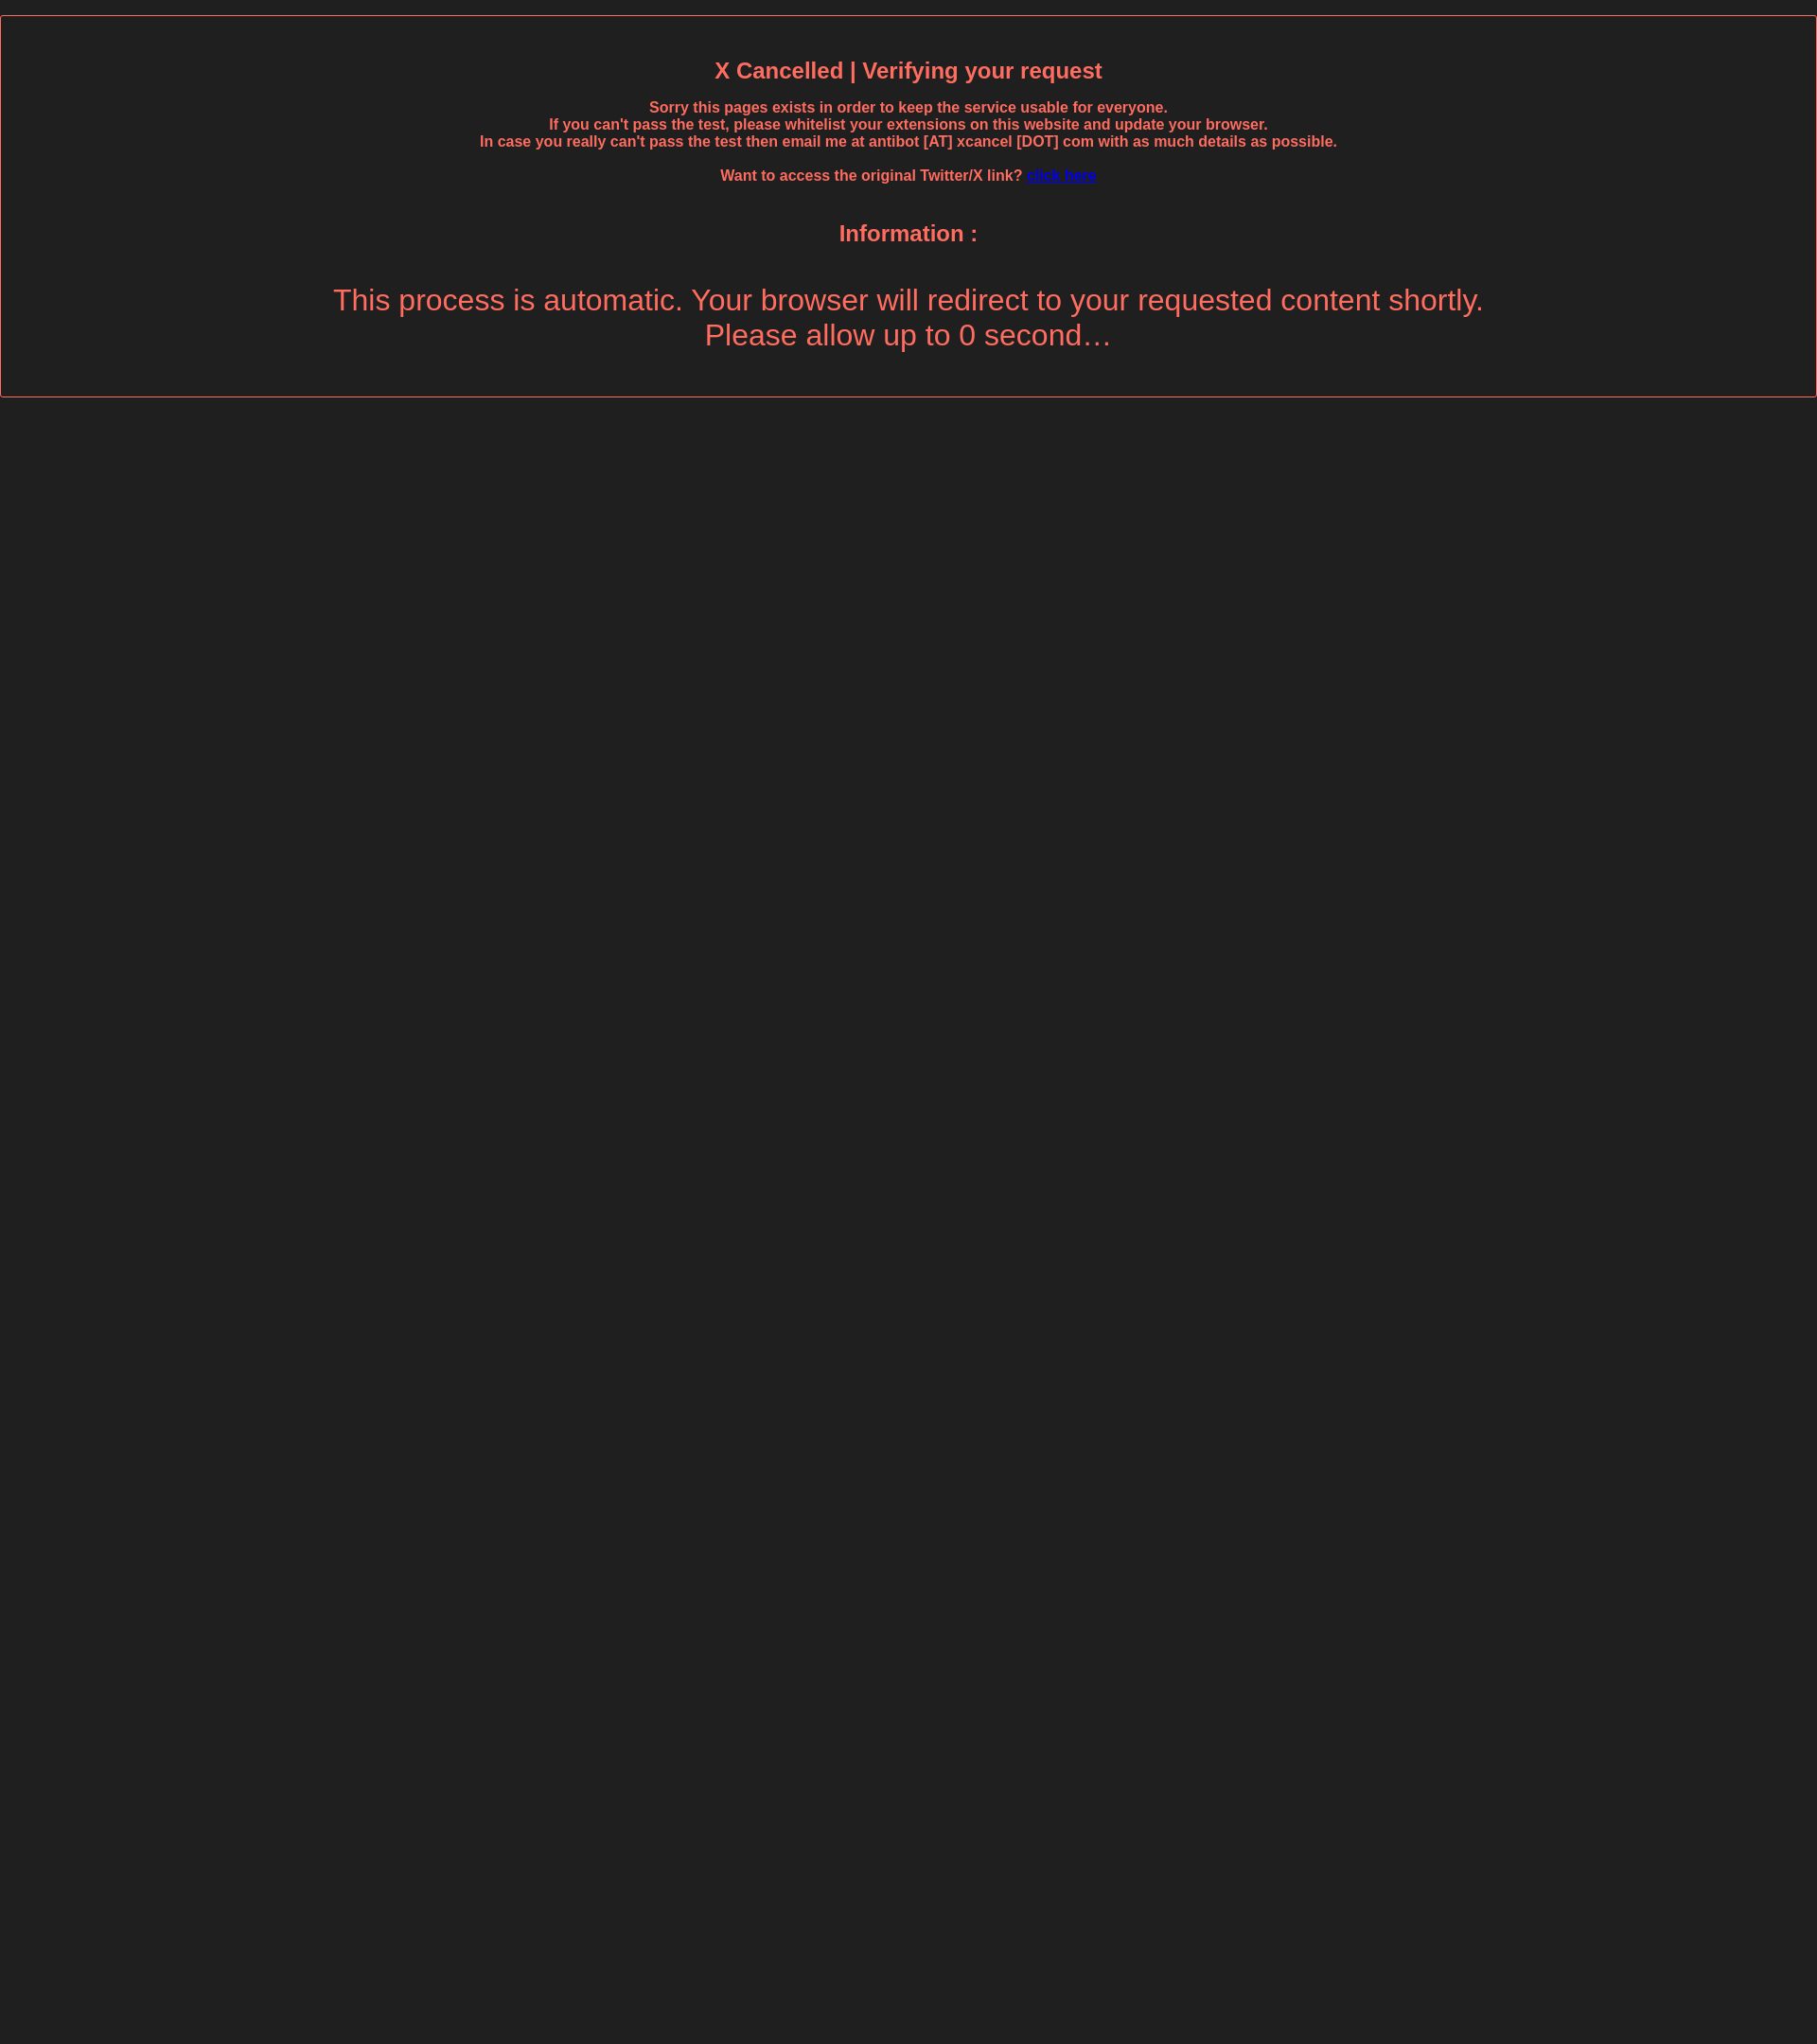 X Cancelled | Verifying your request
Sorry this pages exists in order to keep the service usable for everyone.
If you can't pass the test, please whitelist your extensions on this website and update your browser.
In case you really can't pass the test then email me at antibot [AT] xcancel [DOT] com with as much details as possible.
Want to access the original Twitter/X link? click here
Information :
This process is automatic. Your browser will redirect to your requested content shortly.
Please allow up to 0 second…